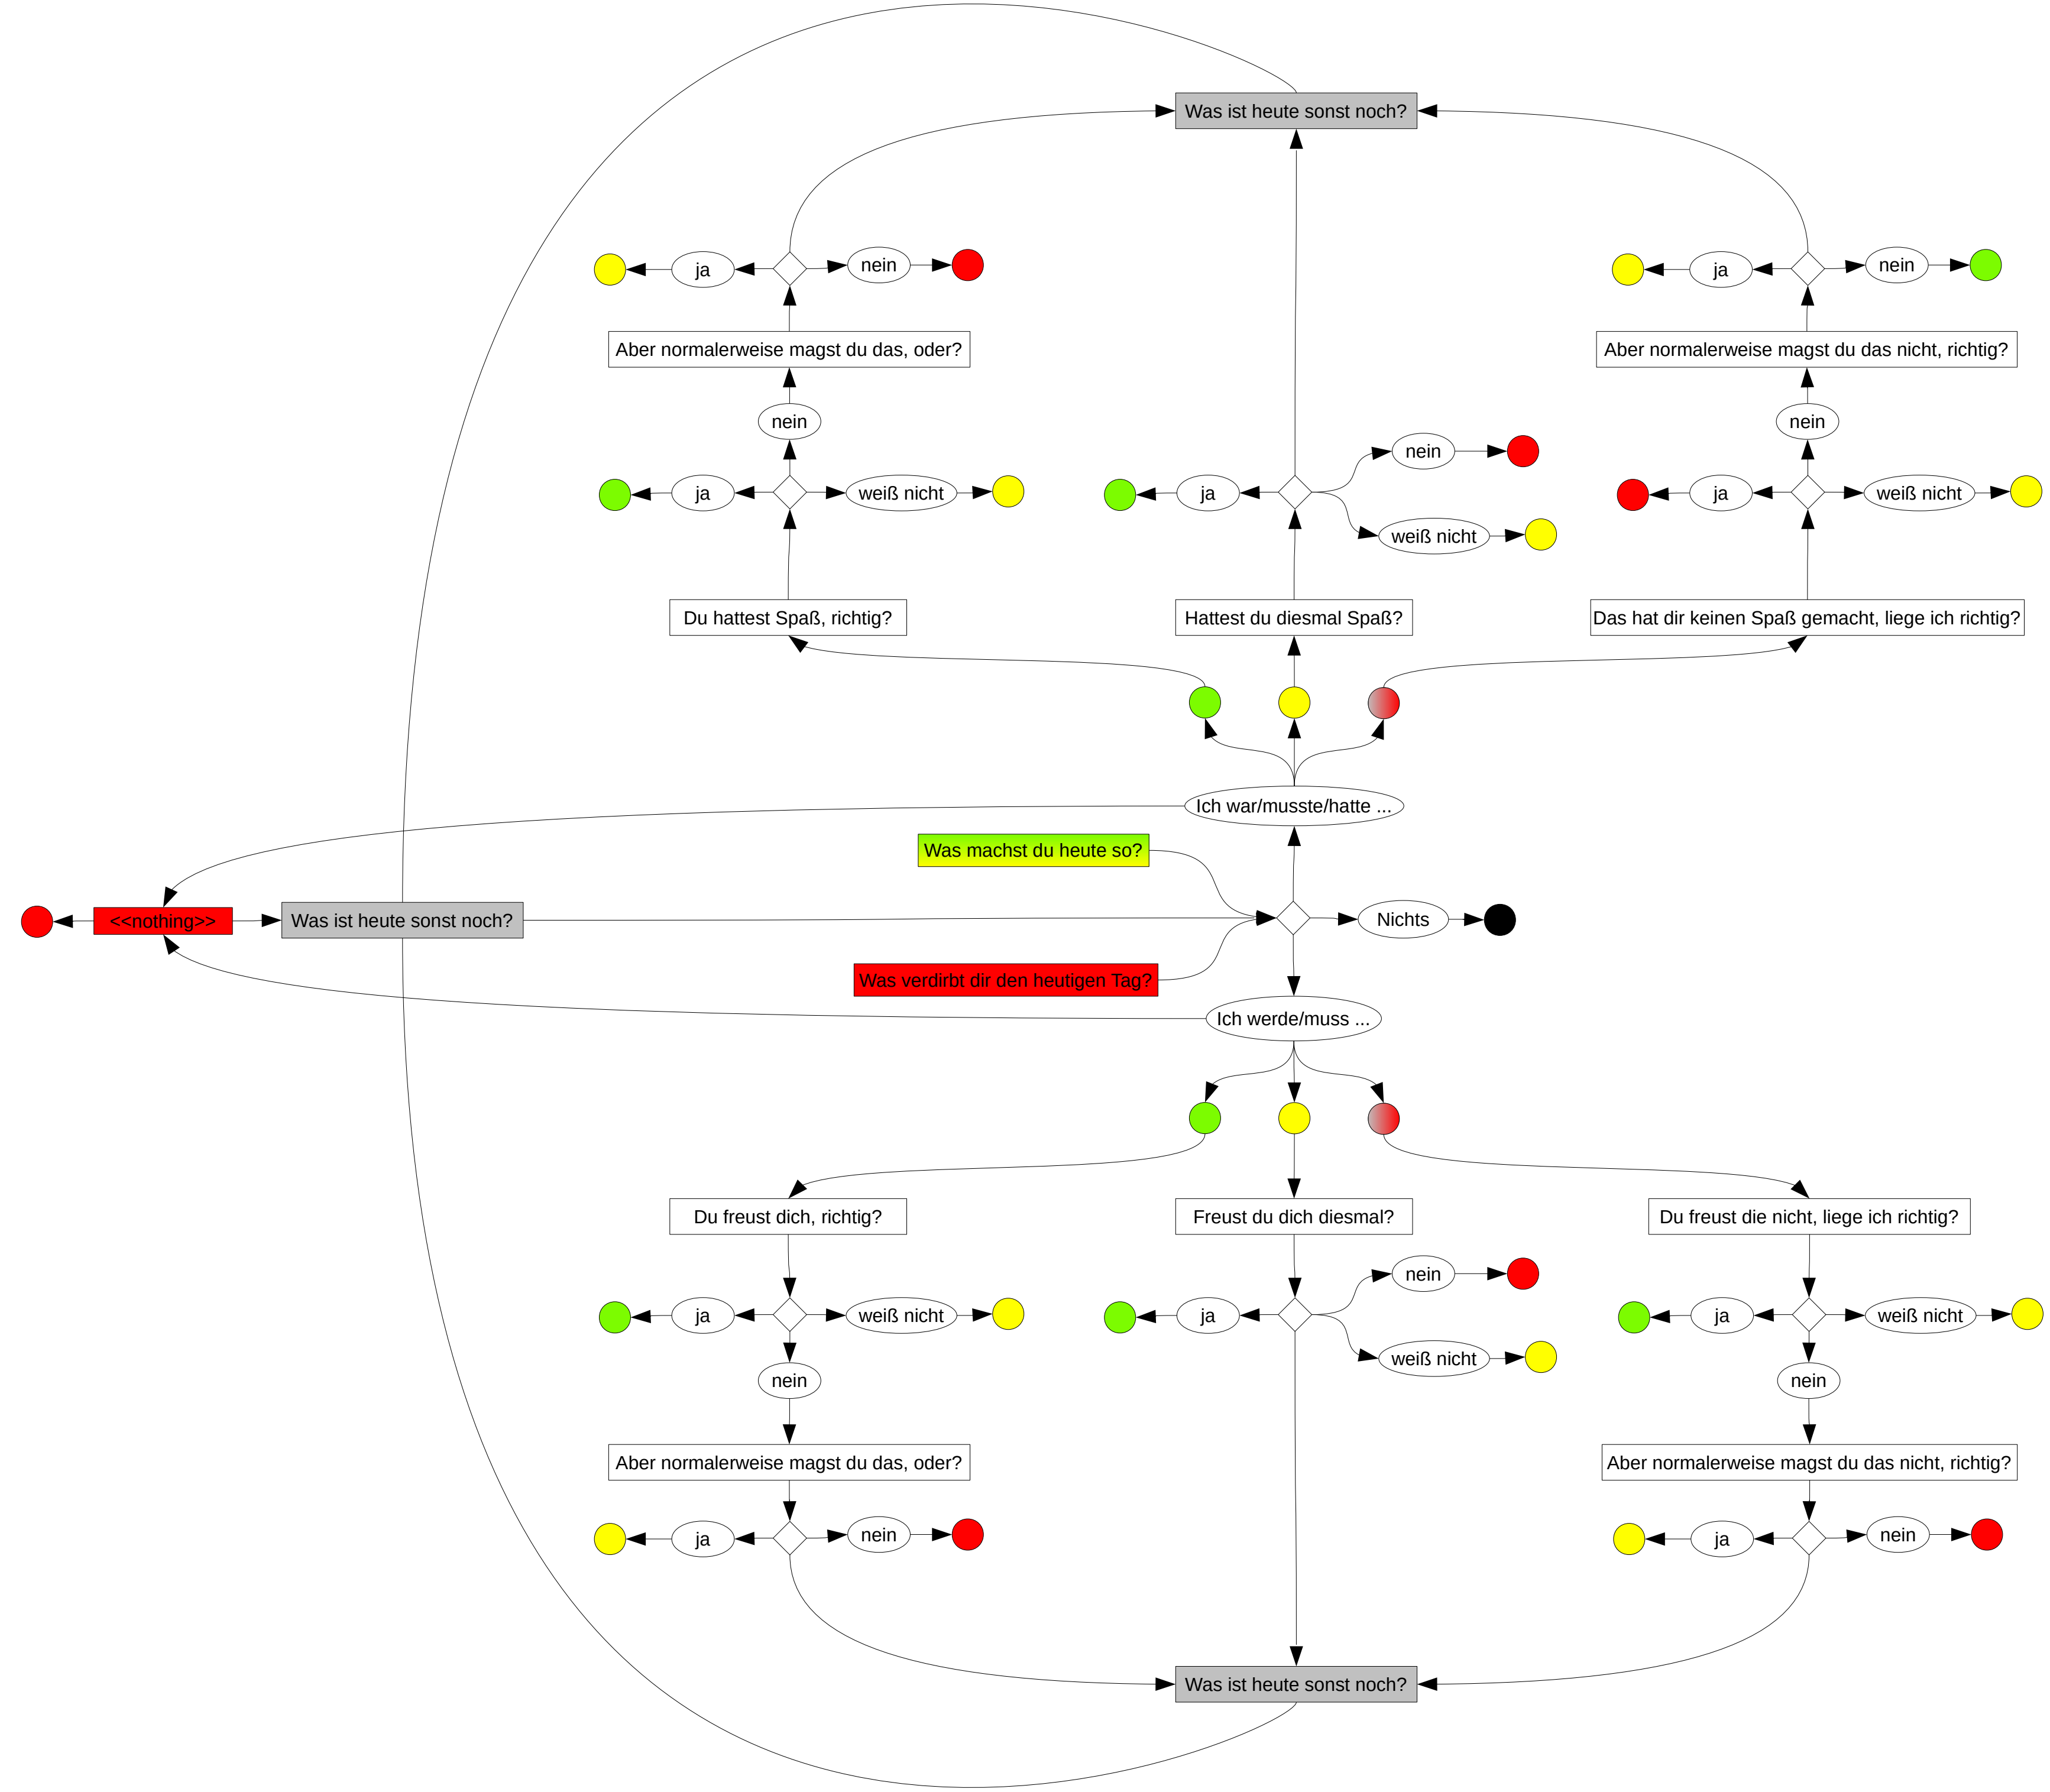 Was ist heute sonst noch?
ja
nein
ja
nein
Aber normalerweise magst du das, oder?
Aber normalerweise magst du das nicht, richtig?
nein
nein
nein
ja
weiß nicht
ja
ja
weiß nicht
weiß nicht
Du hattest Spaß, richtig?
Hattest du diesmal Spaß?
Das hat dir keinen Spaß gemacht, liege ich richtig?
Ich war/musste/hatte ...
Was machst du heute so?
<<nothing>>
Was ist heute sonst noch?
Nichts
Was verdirbt dir den heutigen Tag?
Ich werde/muss ...
Du freust dich, richtig?
Freust du dich diesmal?
Du freust die nicht, liege ich richtig?
nein
ja
weiß nicht
ja
ja
weiß nicht
weiß nicht
nein
nein
Aber normalerweise magst du das, oder?
Aber normalerweise magst du das nicht, richtig?
ja
nein
ja
nein
Was ist heute sonst noch?